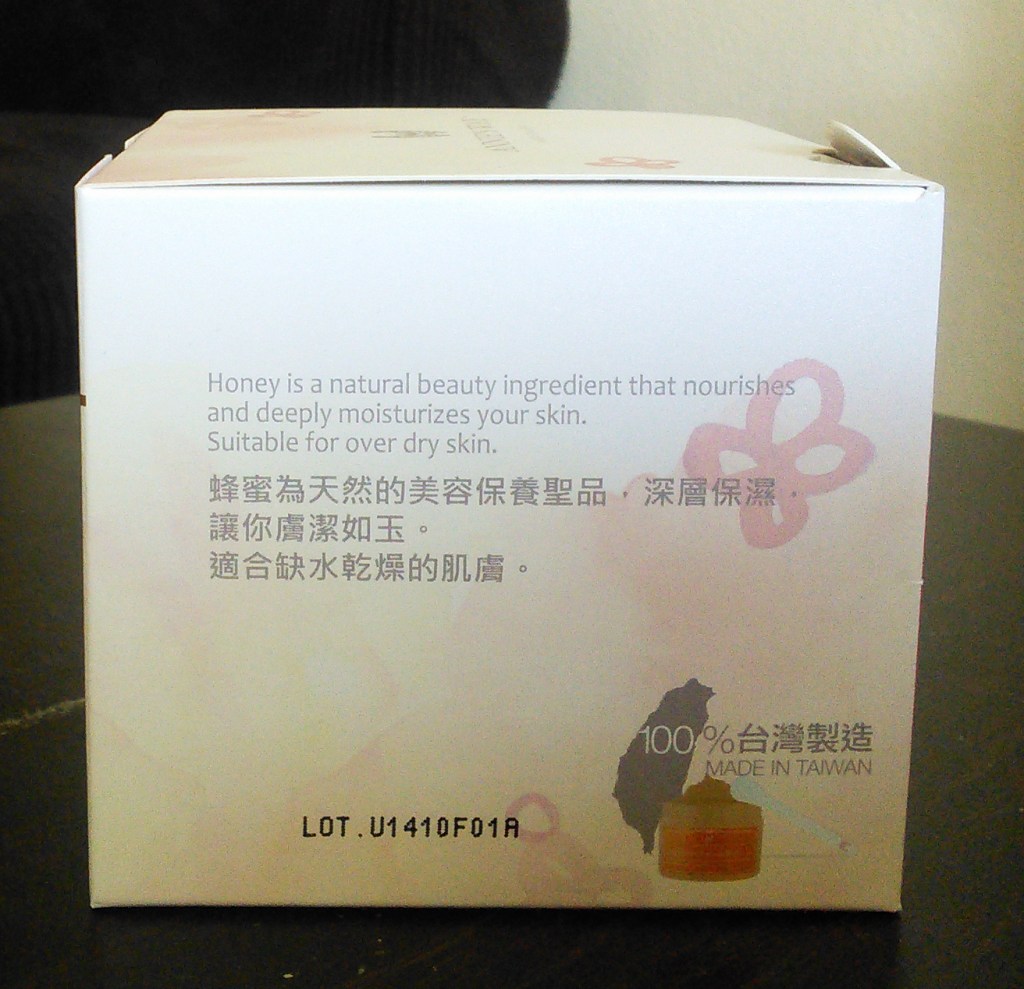 Honey is a natural beauty ingredient that nourishes
and deeply moisturizes your skin.
Suitable for over dry skin.
蜂蜜為天然的美容保養聖品，深層保濕，
讓你膚潔如玉。
適合缺水乾燥的肌膚。
100%台灣製造
MADE IN TAIWAN
LOT.U1410F01A